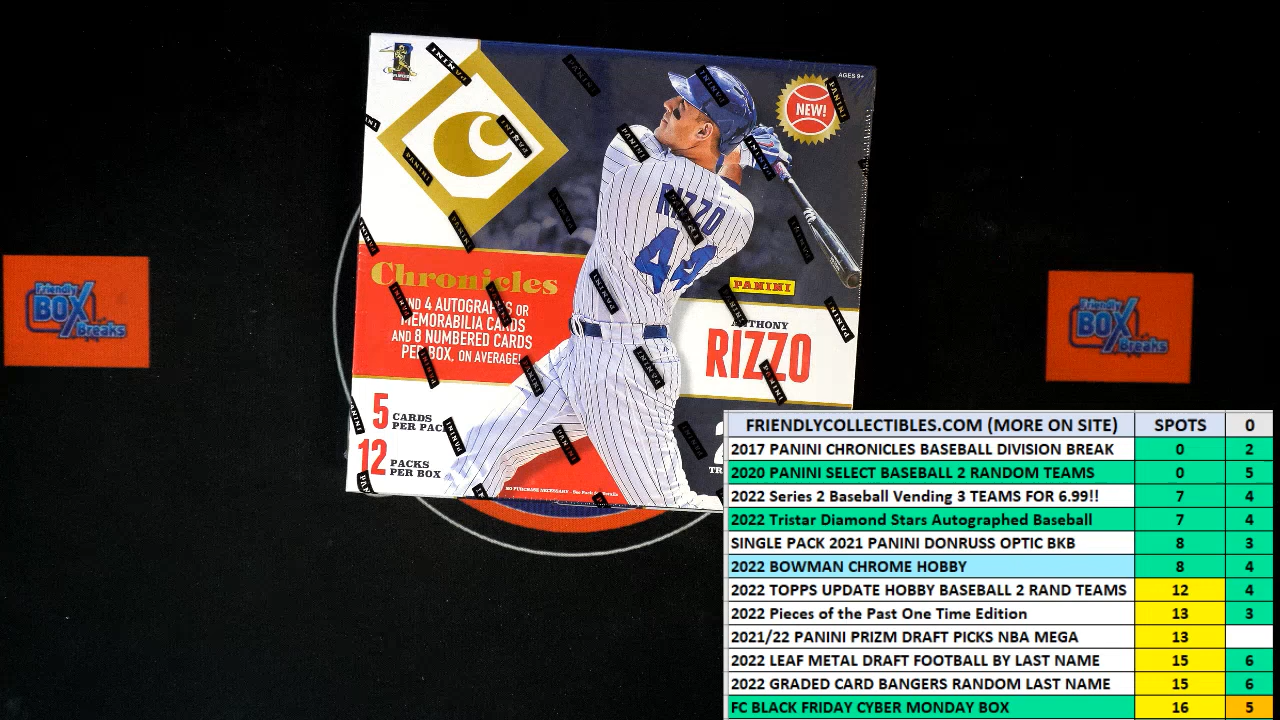 AGES 9+
NEW!
RIZZO
44
Chronicles
PANINI
4 AUTOGRAPHS OR
MEMORABILIA CARDS
AND 8 NUMBERED CARDS
PER BOX, ON AVERAGE!
ANTHONY
RIZZO
5 CARDS
PER PACK
12 PACKS
PER BOX
NO PURCHASE NECESSARY
Friendly
BOX
Breaks
Friendly
BOX
Breaks
FRIENDLYCOLLECTIBLES.COM (MORE ON SITE) SPOTS 0
2017 PANINI CHRONICLES BASEBALL DIVISION BREAK 0 2
2020 PANINI SELECT BASEBALL 2 RANDOM TEAMS 0 5
2022 Series 2 Baseball Vending 3 TEAMS FOR 6.99!! 7 4
2022 Tristar Diamond Stars Autographed Baseball 7 4
SINGLE PACK 2021 PANINI DONRUSS OPTIC BKB 8 3
2022 BOWMAN CHROME HOBBY 8 4
2022 TOPPS UPDATE HOBBY BASEBALL 2 RAND TEAMS 12 4
2022 Pieces of the Past One Time Edition 13 3
2021/22 PANINI PRIZM DRAFT PICKS NBA MEGA 13
2022 LEAF METAL DRAFT FOOTBALL BY LAST NAME 15 6
2022 GRADED CARD BANGERS RANDOM LAST NAME 15 6
FC BLACK FRIDAY CYBER MONDAY BOX 16 5